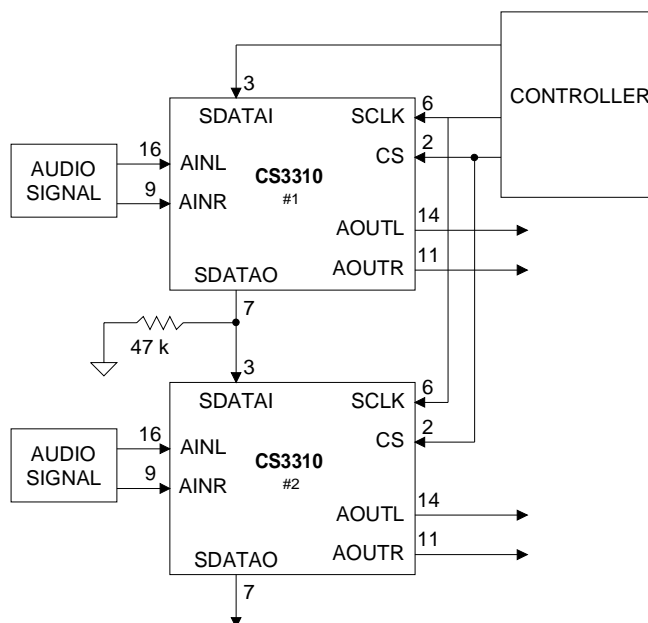 3
SDATAI
SCLK
6
CONTROLLER
AUDIO
SIGNAL
16
AINL
CS
2
9
AINR
CS3310
#1
AOUTL
14
AOUTR
11
SDATAO
7
47 k
3
SDATAI
SCLK
6
AUDIO
SIGNAL
16
AINL
CS
2
9
AINR
CS3310
#2
AOUTL
14
AOUTR
11
SDATAO
7